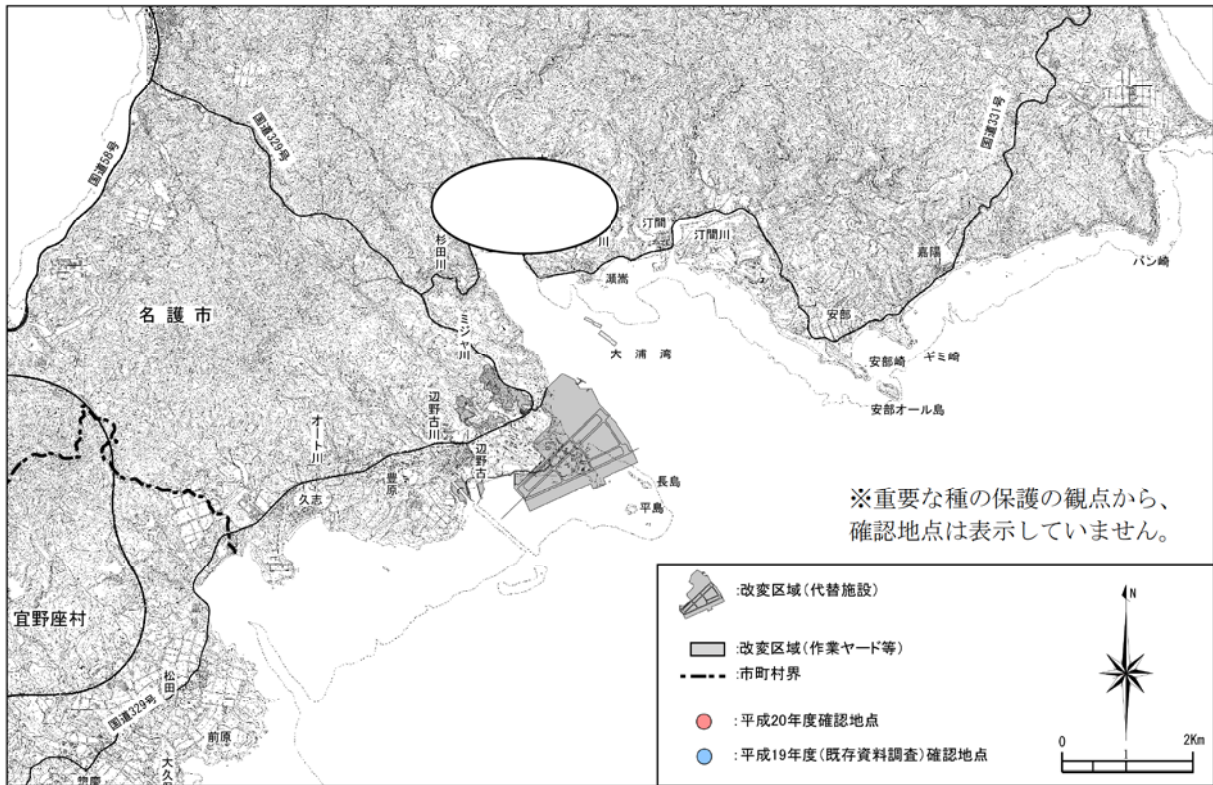 国道58号
国道329号
国道331号
杉田川
川
汀間
汀間川
瀬嵩
嘉陽
バン崎
名護市
ミジャ川
大浦湾
安部
安部崎
ギミ崎
安部オール島
辺野古川
オート川
辺野古
豊原
久志
長島
平島
※重要な種の保護の観点から、
確認地点は表示していません。
宜野座村
松田
国道329号
前原
:改変区域(代替施設)
:改変区域(作業ヤード等)
:市町村界
:平成20年度確認地点
:平成19年度(既存資料調査)確認地点
N
0 1 2Km